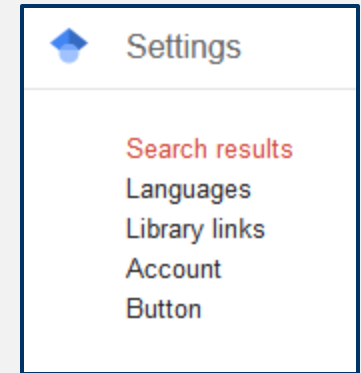 Settings
Search results
Languages
Library links
Account
Button